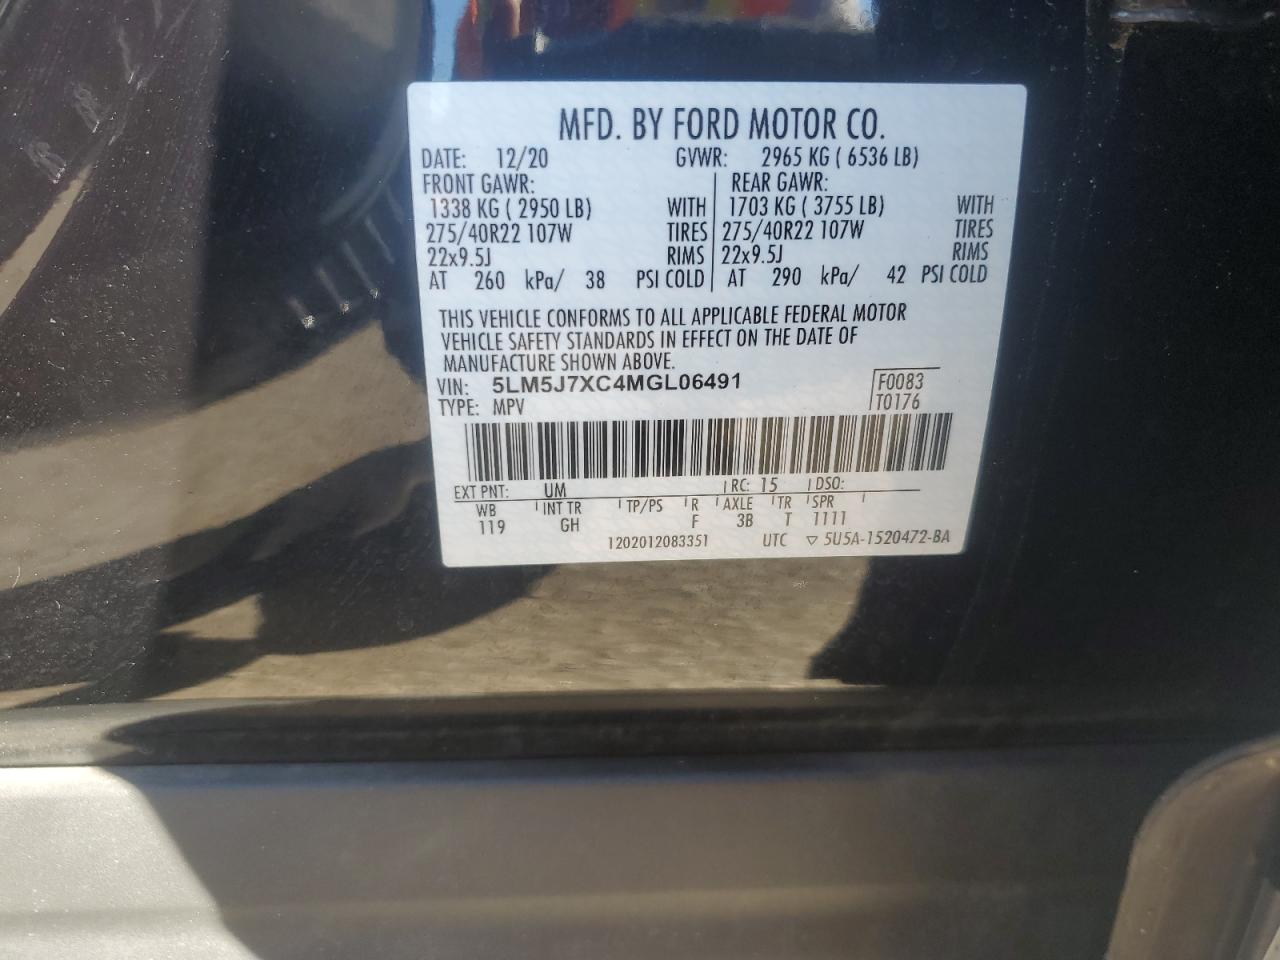 MFD. BY FORD MOTOR CO.
DATE: 12/20 GVWR: 2965 KG ( 6536 LB)
FRONT GAWR: REAR GAWR:
1338 KG ( 2950 LB) WITH 1703 KG ( 3755 LB) WITH
275/40R22 107W TIRES 275/40R22 107W TIRES
22x9.5J RIMS 22x9.5J RIMS
AT 260 kPa/ 38 PSI COLD AT 290 kPa/ 42 PSI COLD
THIS VEHICLE CONFORMS TO ALL APPLICABLE FEDERAL MOTOR
VEHICLE SAFETY STANDARDS IN EFFECT ON THE DATE OF
MANUFACTURE SHOWN ABOVE.
VIN: 5LM5J7XC4MGL06491 F0083
TYPE: MPV T0176
EXT PNT: UM RC: 15 DSO:
WB INT TR TP/PS R AXLE TR SPR
119 GH F 3B T 1111
1202012083351 UTC ▽ 5U5A-1520472-BA